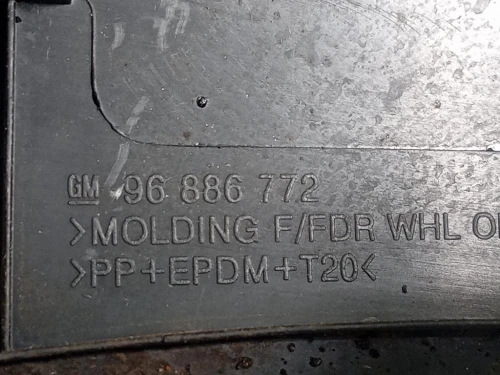 GM 96 886 772
>MOLDING F/FDR WHL
>PP+EPDM+T20<